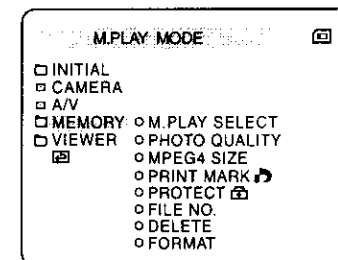 M.PLAY MODE
INITIAL
CAMERA
A/V
MEMORY M.PLAY SELECT
VIEWER PHOTO QUALITY
MPEG4 SIZE
PRINT MARK
PROTECT
FILE NO.
DELETE
FORMAT